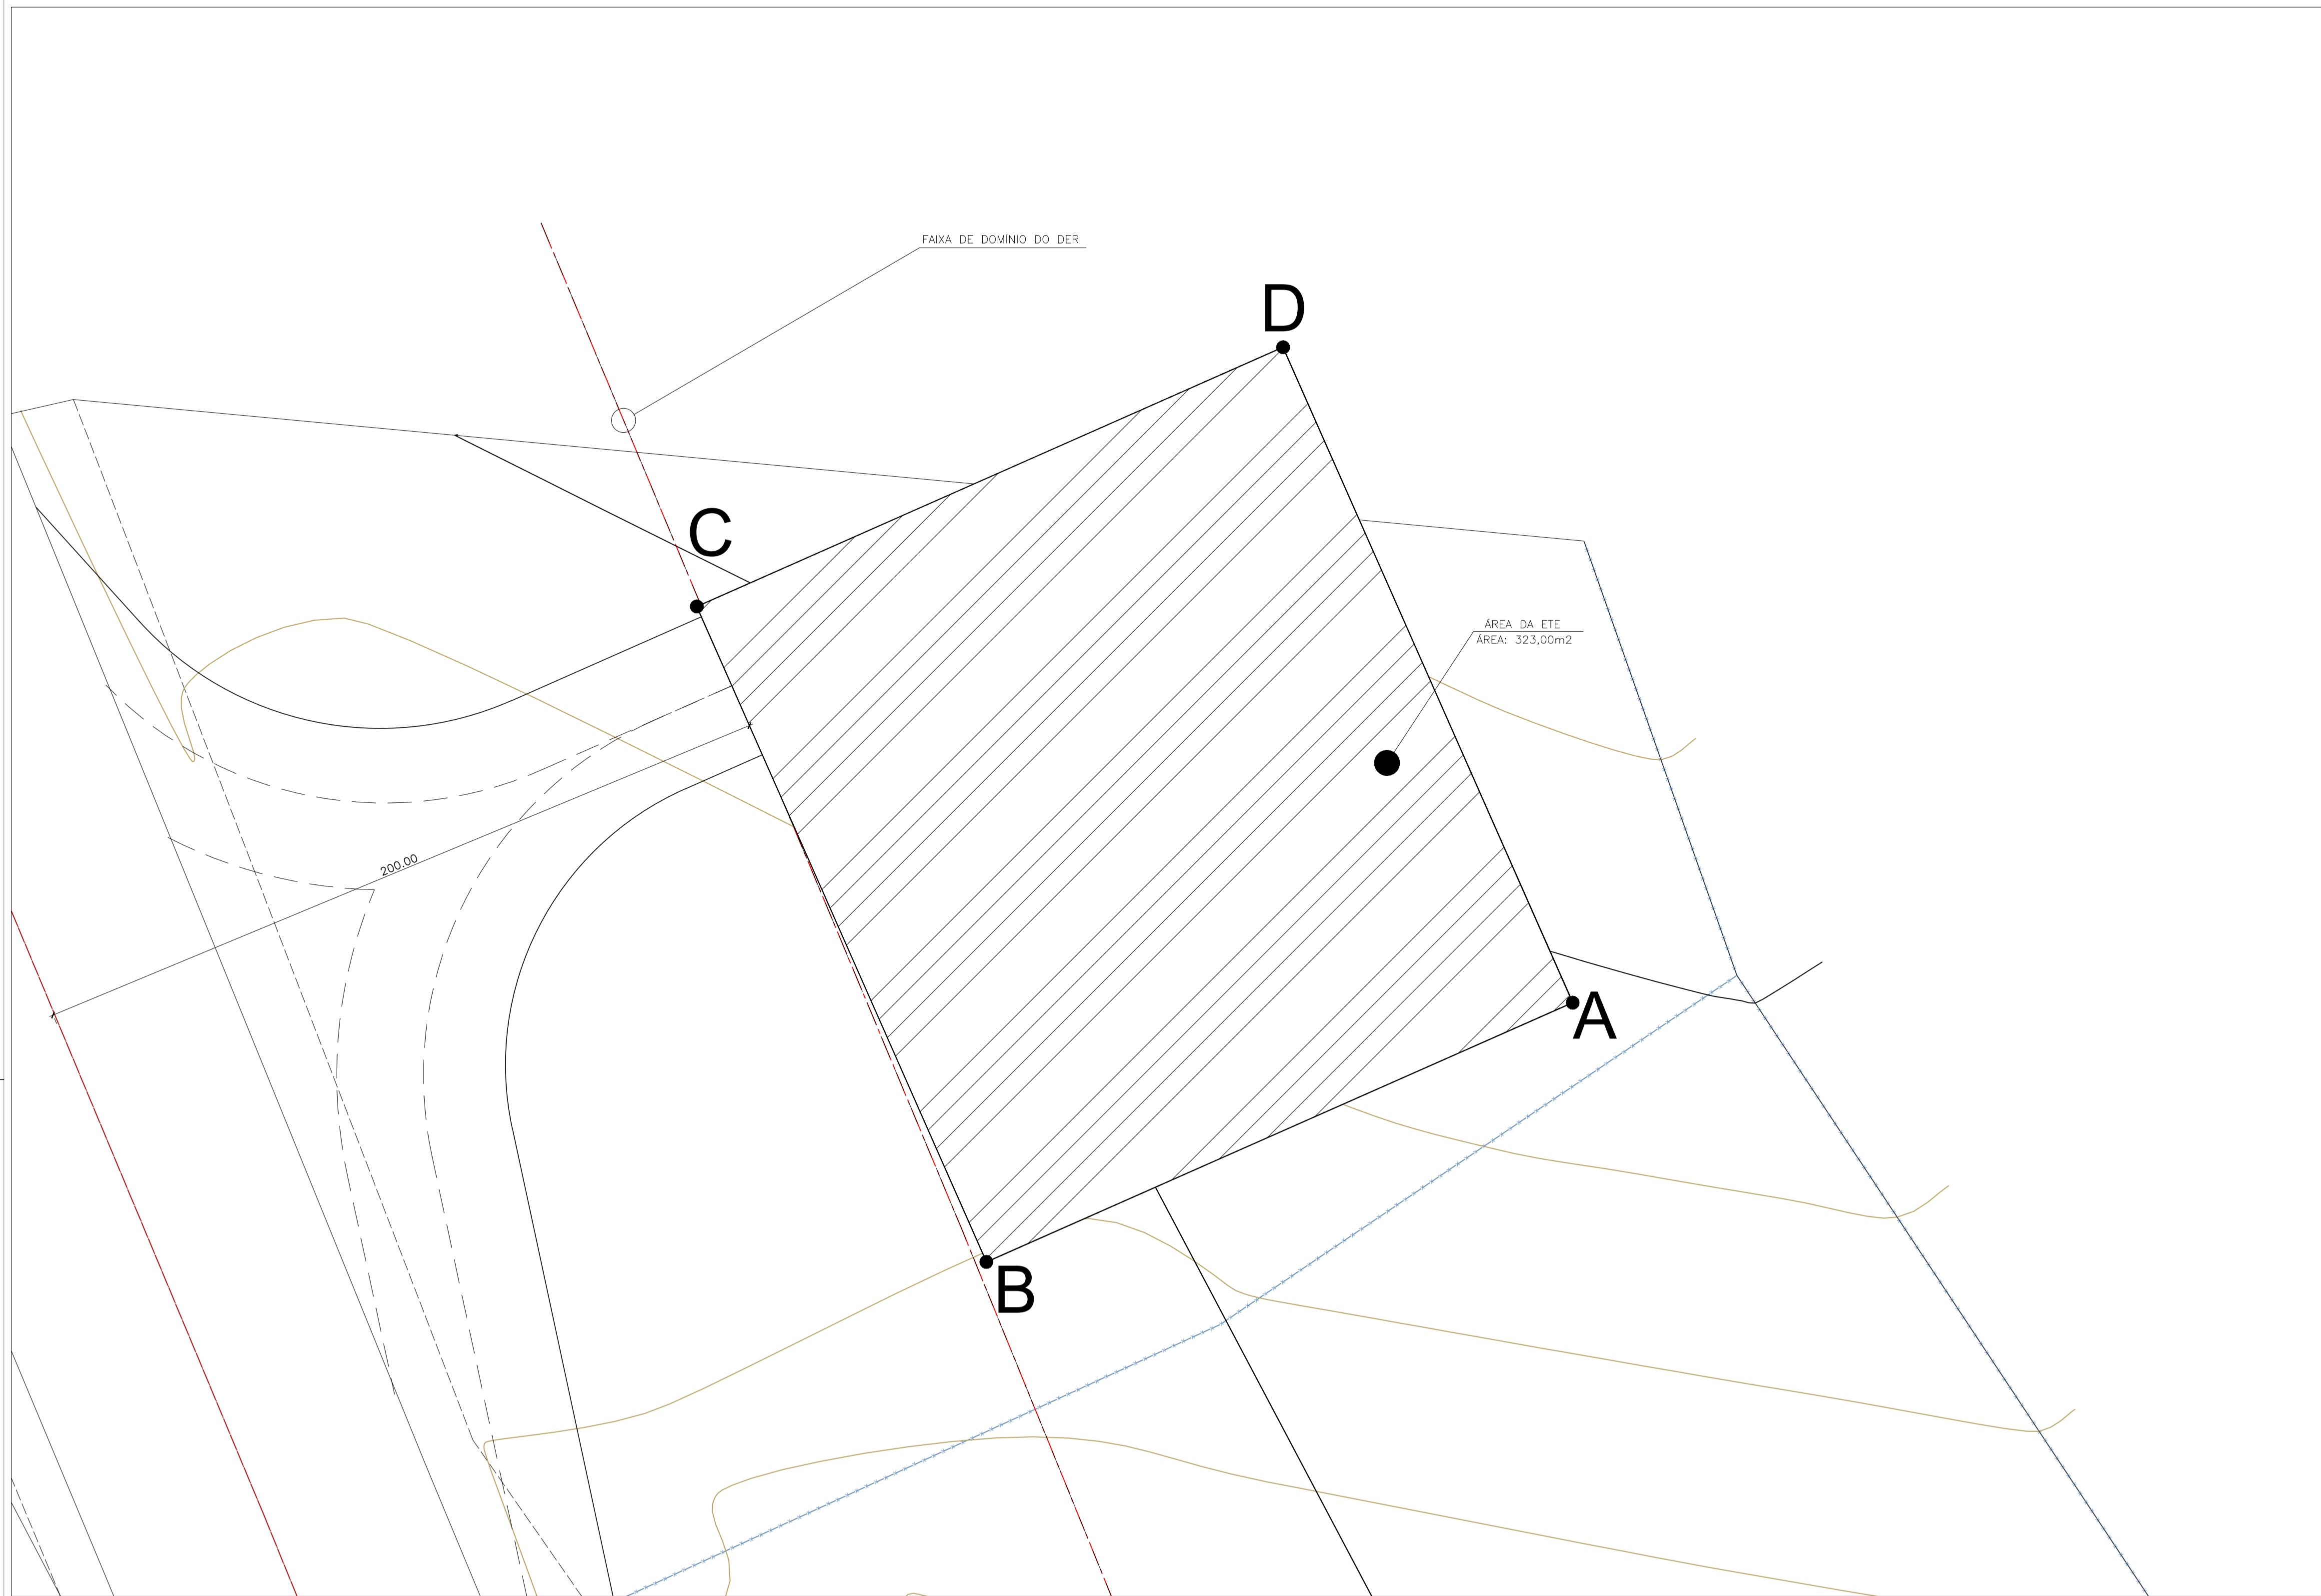 FAIXA DE DOMÍNIO DO DER
D
C
ÁREA DA ETE
ÁREA: 323,00m2
200.00
A
B